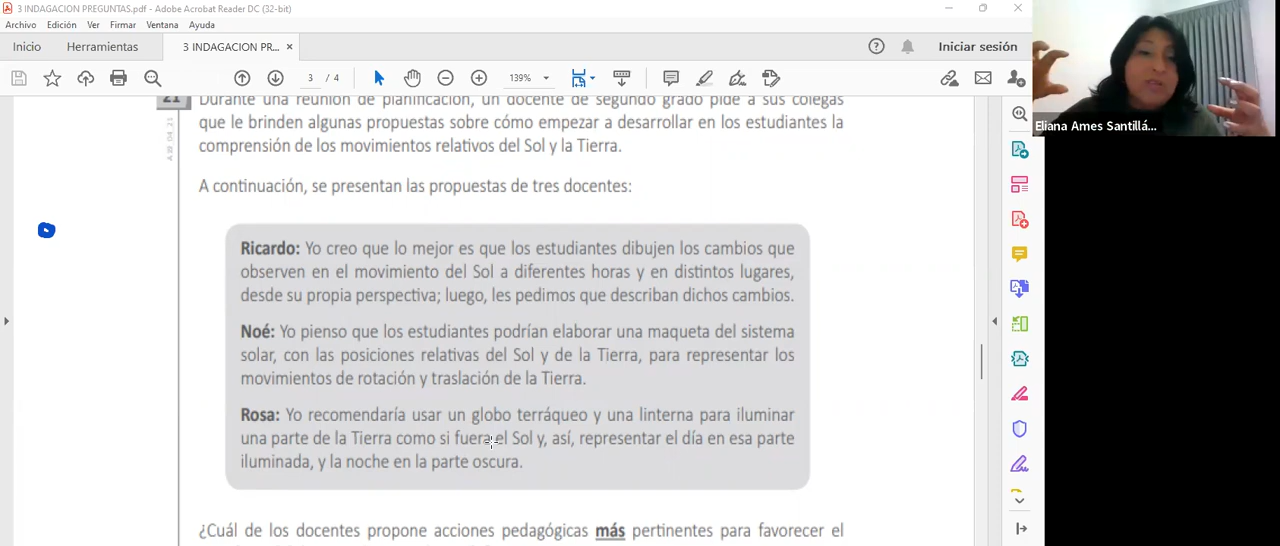 3 INDAGACION PREGUNTAS.pdf - Adobe Acrobat Reader DC (32-bit)
Archivo Edición Ver Firmar Ventana Ayuda
Inicio Herramientas 3 INDAGACION PR... × Iniciar sesión
3 / 4 139%
Eliana Ames Santillá...
21
A19_04_21
Durante una reunión de planificación, un docente de segundo grado pide a sus colegas
que le brinden algunas propuestas sobre cómo empezar a desarrollar en los estudiantes la
comprensión de los movimientos relativos del Sol y la Tierra.
A continuación, se presentan las propuestas de tres docentes:
Ricardo: Yo creo que lo mejor es que los estudiantes dibujen los cambios que
observen en el movimiento del Sol a diferentes horas y en distintos lugares,
desde su propia perspectiva; luego, les pedimos que describan dichos cambios.
Noé: Yo pienso que los estudiantes podrían elaborar una maqueta del sistema
solar, con las posiciones relativas del Sol y de la Tierra, para representar los
movimientos de rotación y traslación de la Tierra.
Rosa: Yo recomendaría usar un globo terráqueo y una linterna para iluminar
una parte de la Tierra como si fuera el Sol y, así, representar el día en esa parte
iluminada, y la noche en la parte oscura.
¿Cuál de los docentes propone acciones pedagógicas más pertinentes para favorecer el